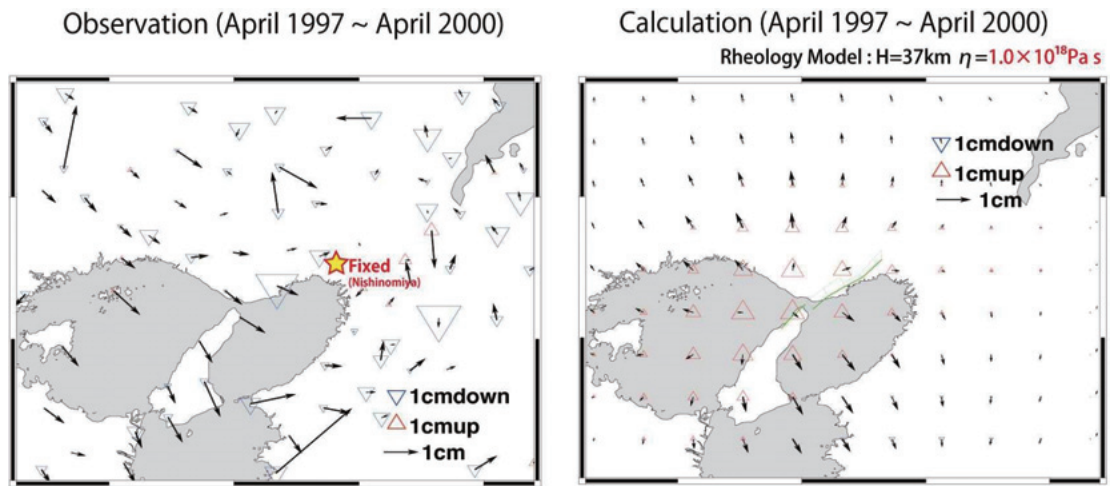 Observation (April 1997 ~ April 2000)
Fixed
(Nishinomiya)
1cmdown
1cmup
1cm
Calculation (April 1997 ~ April 2000)
Rheology Model : H=37km η=1.0×10¹⁸Pa s
1cmdown
1cmup
1cm